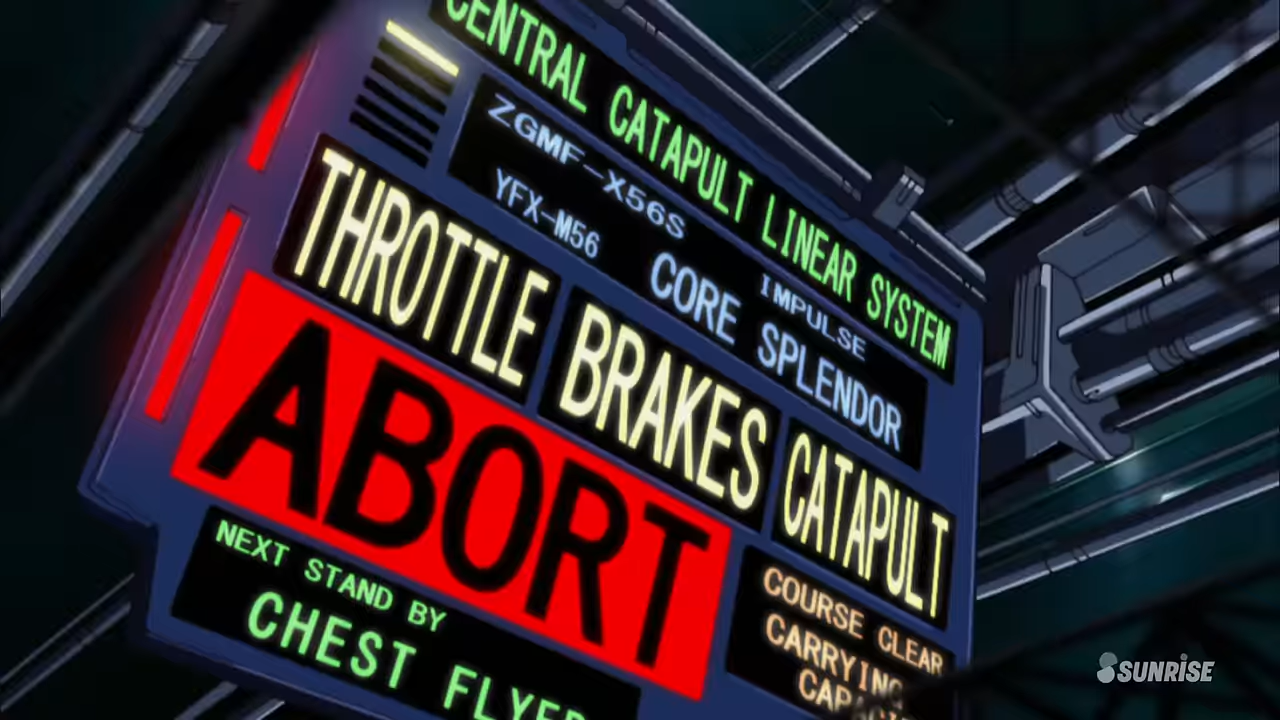 CENTRAL CATAPULT LINEAR SYSTEM
ZGMF-X56S IMPULSE
YFX-M56 CORE SPLENDOR
THROTTLE BRAKES CATAPULT
ABORT
COURSE CLEAR
CARRYING
NEXT STAND BY
CHEST
SUNRISE